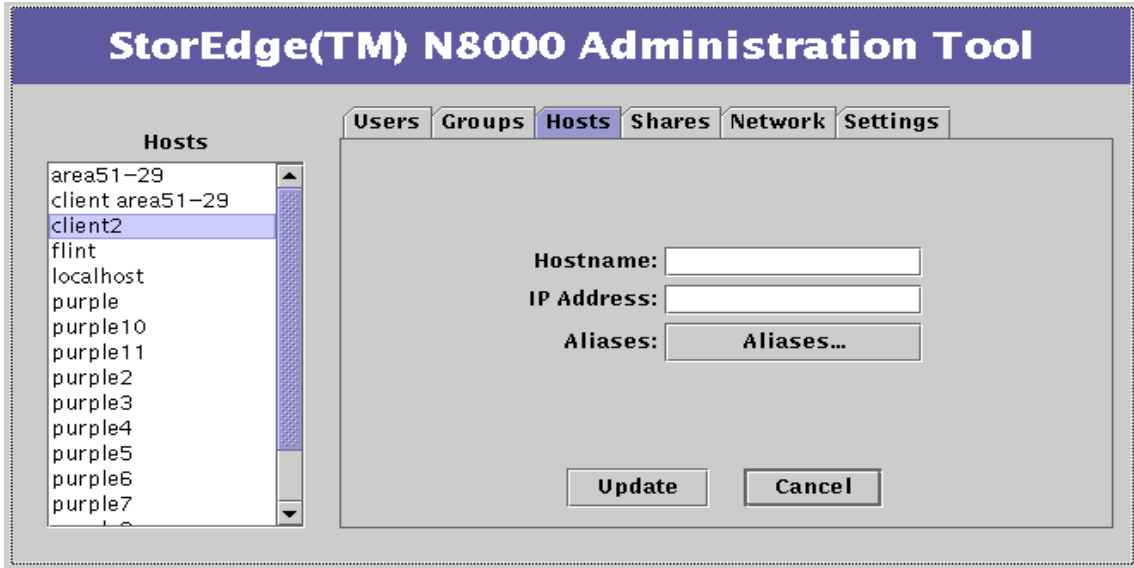 StorEdge(TM) N8000 Administration Tool
Users Groups Hosts Shares Network Settings
Hosts
area51-29
client area51-29
client2
flint
localhost
purple
purple10
purple11
purple2
purple3
purple4
purple5
purple6
purple7
Hostname:
IP Address:
Aliases: Aliases...
Update Cancel